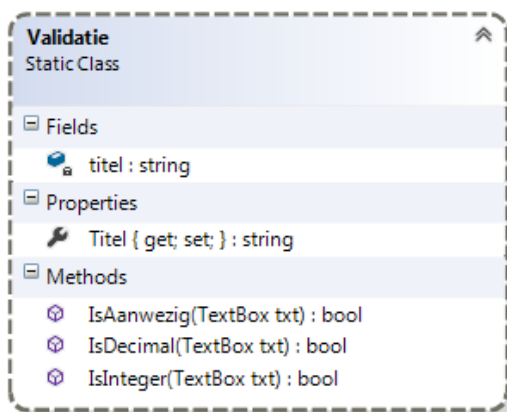 Validatie
Static Class
Fields
titel : string
Properties
Titel { get; set; } : string
Methods
IsAanwezig(TextBox txt) : bool
IsDecimal(TextBox txt) : bool
IsInteger(TextBox txt) : bool